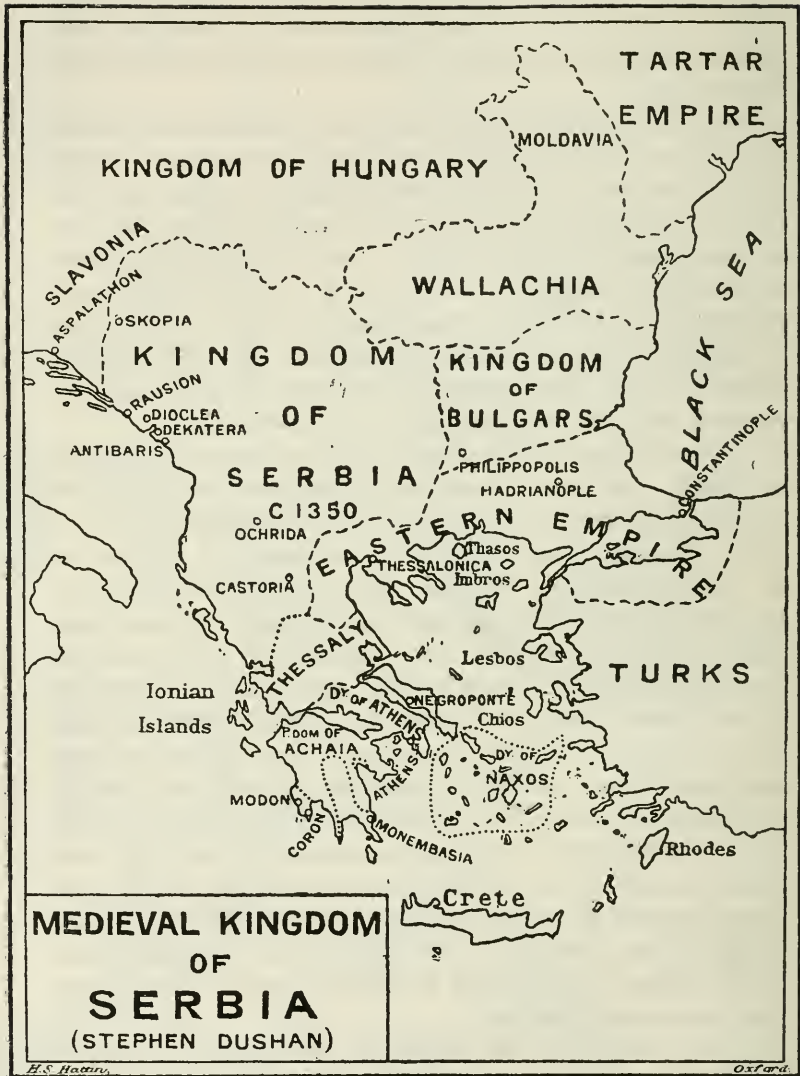 TARTAR
EMPIRE
MOLDAVIA
KINGDOM OF HUNGARY
SLAVONIA
ASPALATHON
WALLACHIA
BLACK SEA
SKOPIA
KINGDOM
OF
SERBIA
C 1350
KINGDOM
OF
BULGARS
RAUSION
DIOCLEA
DEKATERA
ANTIBARIS
PHILIPPOPOLIS
HADRIANOPLE
CONSTANTINOPLE
OCHRIDA
EASTERN EMPIRE
Thasos
THESSALONICA
Imbros
CASTORIA
THESSALY
Lesbos
TURKS
Ionian
Islands
DY. OF ATHENS
NEGROPONTE
Chios
P.DOM OF
ACHAIA
ATHENS
DY. OF
NAXOS
MODON
CORON
MONEMBASIA
Rhodes
Crete
MEDIEVAL KINGDOM
OF
SERBIA
(STEPHEN DUSHAN)
Oxford.